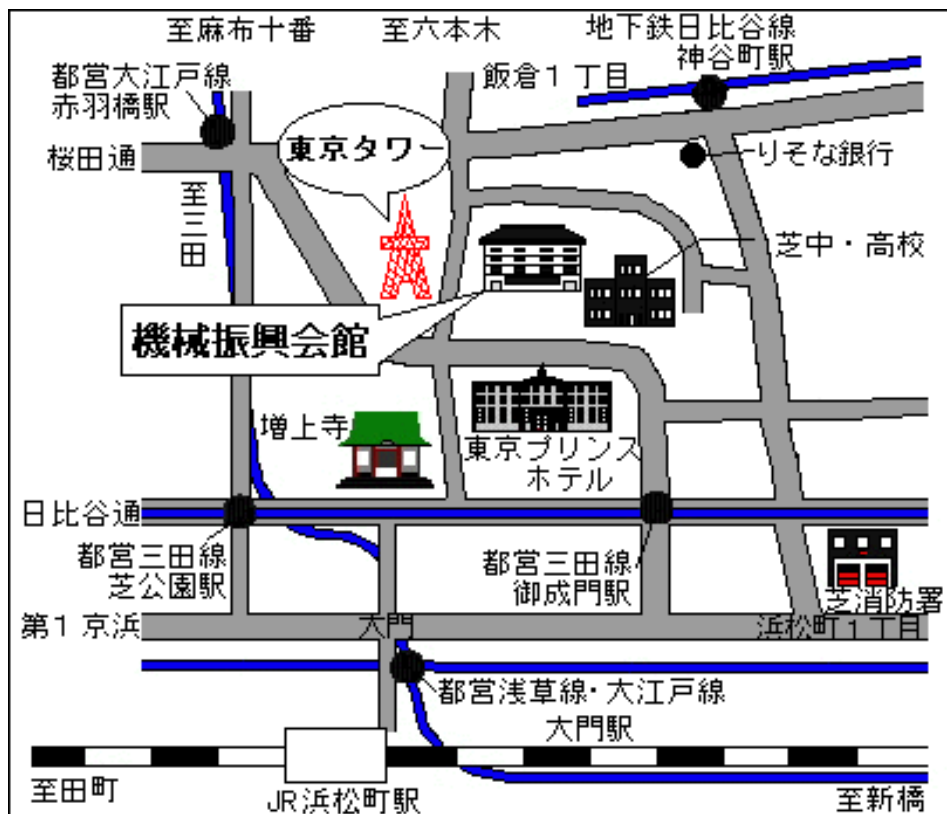 至麻布十番
至六本木
地下鉄日比谷線
神谷町駅
都営大江戸線
赤羽橋駅
飯倉1丁目
東京タワー
りそな銀行
桜田通
至三田
芝中・高校
機械振興会館
増上寺
東京プリンス
ホテル
日比谷通
都営三田線
芝公園駅
都営三田線
御成門駅
芝消防署
第1京浜
大門
浜松町1丁目
都営浅草線・大江戸線
大門駅
至田町
JR浜松町駅
至新橋